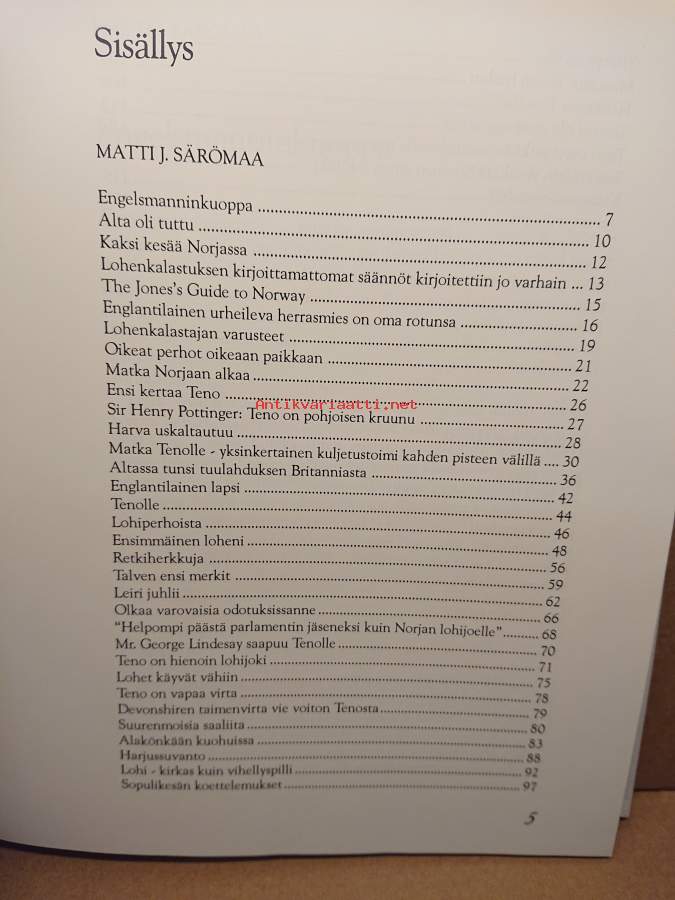 Sisällys
MATTI J. SÄRÖMAA
Engelsmanninkuoppa 7
Alta oli tuttu 10
Kaksi kesää Norjassa 12
Lohenkalastuksen kirjoittamattomat säännöt kirjoitettiin jo varhain ... 13
The Jones's Guide to Norway 15
Englantilainen urheileva herrasmies on oma rotunsa 16
Lohenkalastajan varusteet 19
Oikeat perhot oikeaan paikkaan 21
Matka Norjaan alkaa 22
Ensi kertaa Teno 26
Antikvariaatti.net
Sir Henry Pottinger: Teno on pohjoisen kruunu 27
Harva uskaltautuu 28
Matka Tenolle - yksinkertainen kuljetustoimi kahden pisteen välillä .... 30
Altassa tunsi tuulahduksen Britanniasta 36
Englantilainen lapsi 42
Tenolle 44
Lohiperhoista 46
Ensimmäinen loheni 48
Retkiherkkuja 56
Talven ensi merkit 59
Leiri juhlii 62
Olkaa varovaisia odotuksissanne 66
"Helpompi päästä parlamentin jäseneksi kuin Norjan lohijoelle" 68
Mr. George Lindesay saapuu Tenolle 70
Teno on hienoin lohijoki 71
Lohet käyvät vähiin 75
Teno on vapaa virta 78
Devonshiren taimenvirta vie voiton Tenosta 79
Suurenmoisia saaliita 80
Alakönkään kuohuissa 83
Harjussuvanto 88
Lohi - kirkas kuin vihellyspilli 92
Sopulikesän koettelemukset 97
5